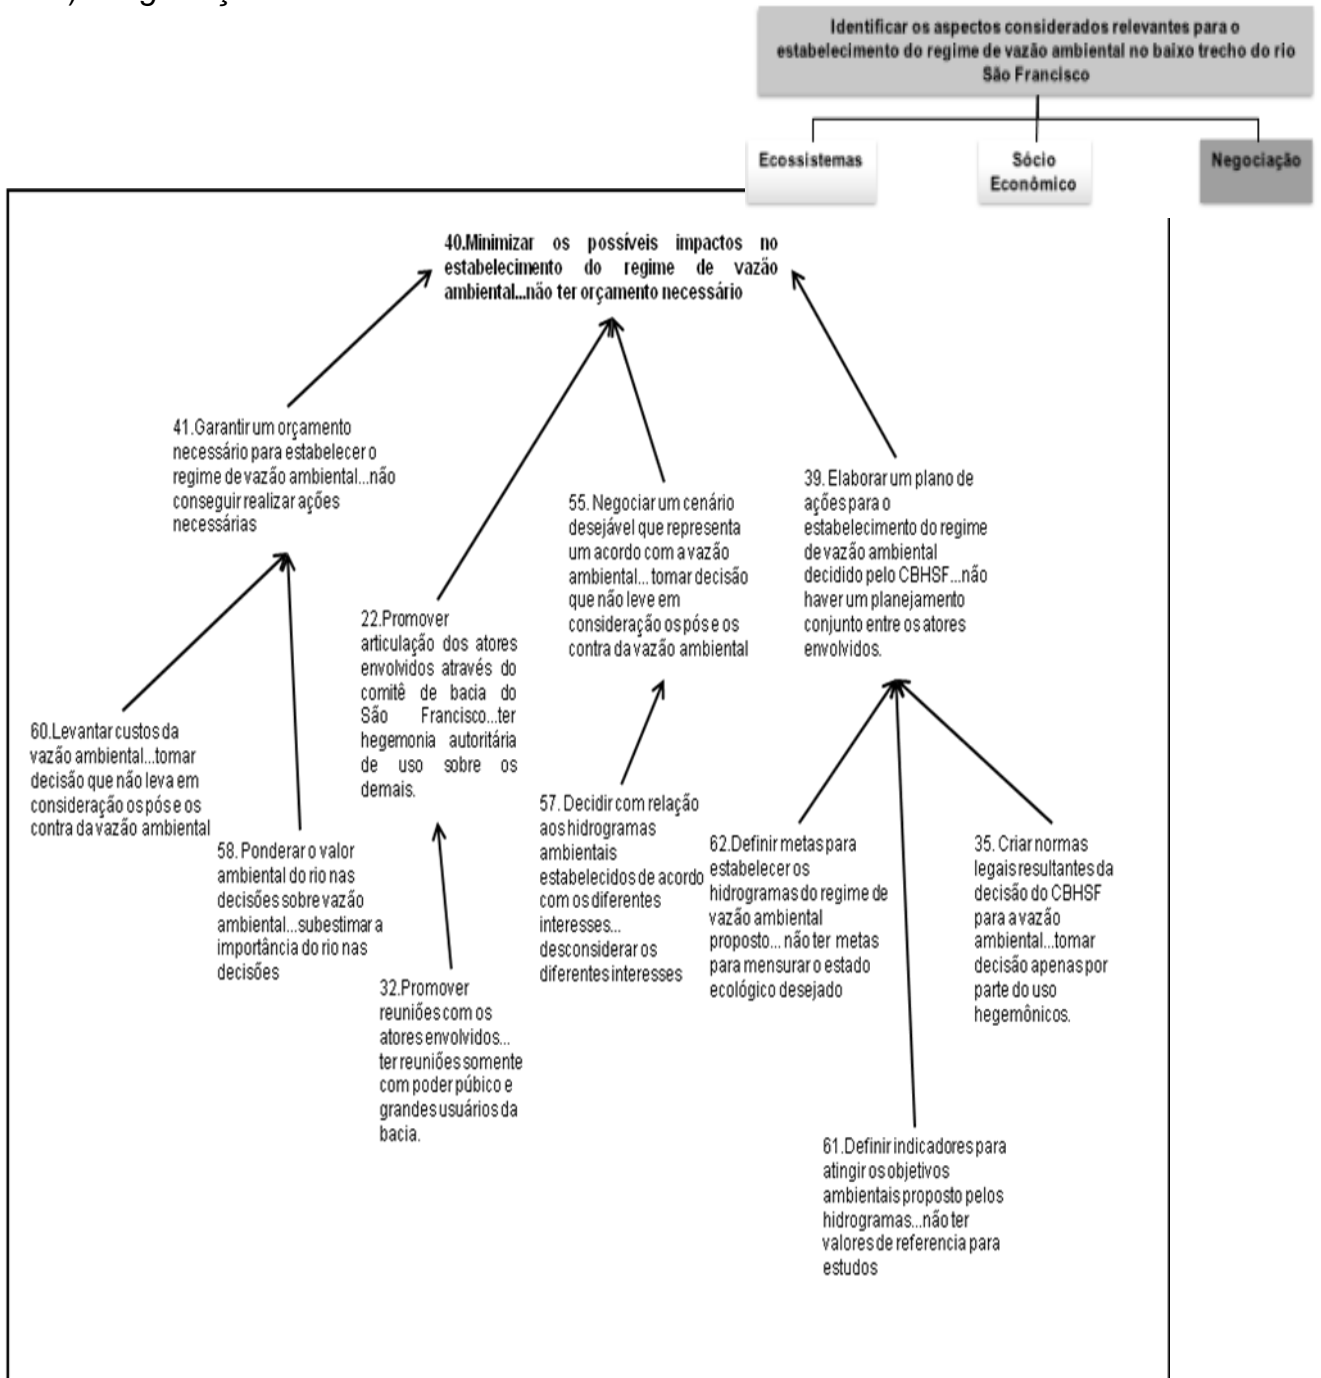 Identificar os aspectos considerados relevantes para o
estabelecimento do regime de vazão ambiental no baixo trecho do rio
São Francisco
Ecossistemas
Sócio
Econômico
Negociação
40.Minimizar os possíveis impactos no
estabelecimento do regime de vazão
ambiental...não ter orçamento necessário
41.Garantir um orçamento
necessário para estabelecer o
regime de vazão ambiental...não
conseguir realizar ações
necessárias
55. Negociar um cenário
desejável que representa
um acordo com a vazão
ambiental... tomar decisão
que não leve em
consideração os pós e os
contra da vazão ambiental
39. Elaborar um plano de
ações para o
estabelecimento do regime
de vazão ambiental
decidido pelo CBHSF...não
haver um planejamento
conjunto entre os atores
envolvidos.
22.Promover
articulação dos atores
envolvidos através do
comitê de bacia do
São Francisco...ter
hegemonia autoritária
de uso sobre os
demais.
60.Levantar custos da
vazão ambiental...tomar
decisão que não leva em
consideração os pós e os
contra da vazão ambiental
58. Ponderar o valor
ambiental do rio nas
decisões sobre vazão
ambiental...subestimar a
importância do rio nas
decisões
32.Promover
reuniões com os
atores envolvidos...
ter reuniões somente
com poder púbico e
grandes usuários da
bacia.
57. Decidir com relação
aos hidrogramas
ambientais
estabelecidos de acordo
com os diferentes
interesses...
desconsiderar os
diferentes interesses
62.Definir metas para
estabelecer os
hidrogramas do regime de
vazão ambiental
proposto... não ter metas
para mensurar o estado
ecológico desejado
35. Criar normas
legais resultantes da
decisão do CBHSF
para a vazão
ambiental...tomar
decisão apenas por
parte do uso
hegemônicos.
61.Definir indicadores para
atingir os objetivos
ambientais proposto pelos
hidrogramas...não ter
valores de referencia para
estudos